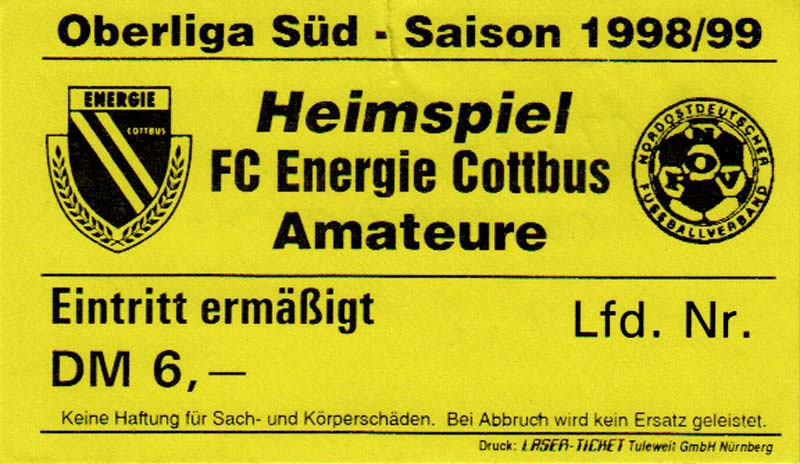 Oberliga Süd - Saison 1998/99
ENERGIE
COTTBUS
Heimspiel
FC Energie Cottbus
Amateure
NORDOSTDEUTSCHER
NOFV
FUSSBALLVERBAND
Eintritt ermäßigt
Lfd. Nr.
DM 6,—
Keine Haftung für Sach- und Körperschäden. Bei Abbruch wird kein Ersatz geleistet.
Druck: LASER-TICKET Tuleweit GmbH Nürnberg